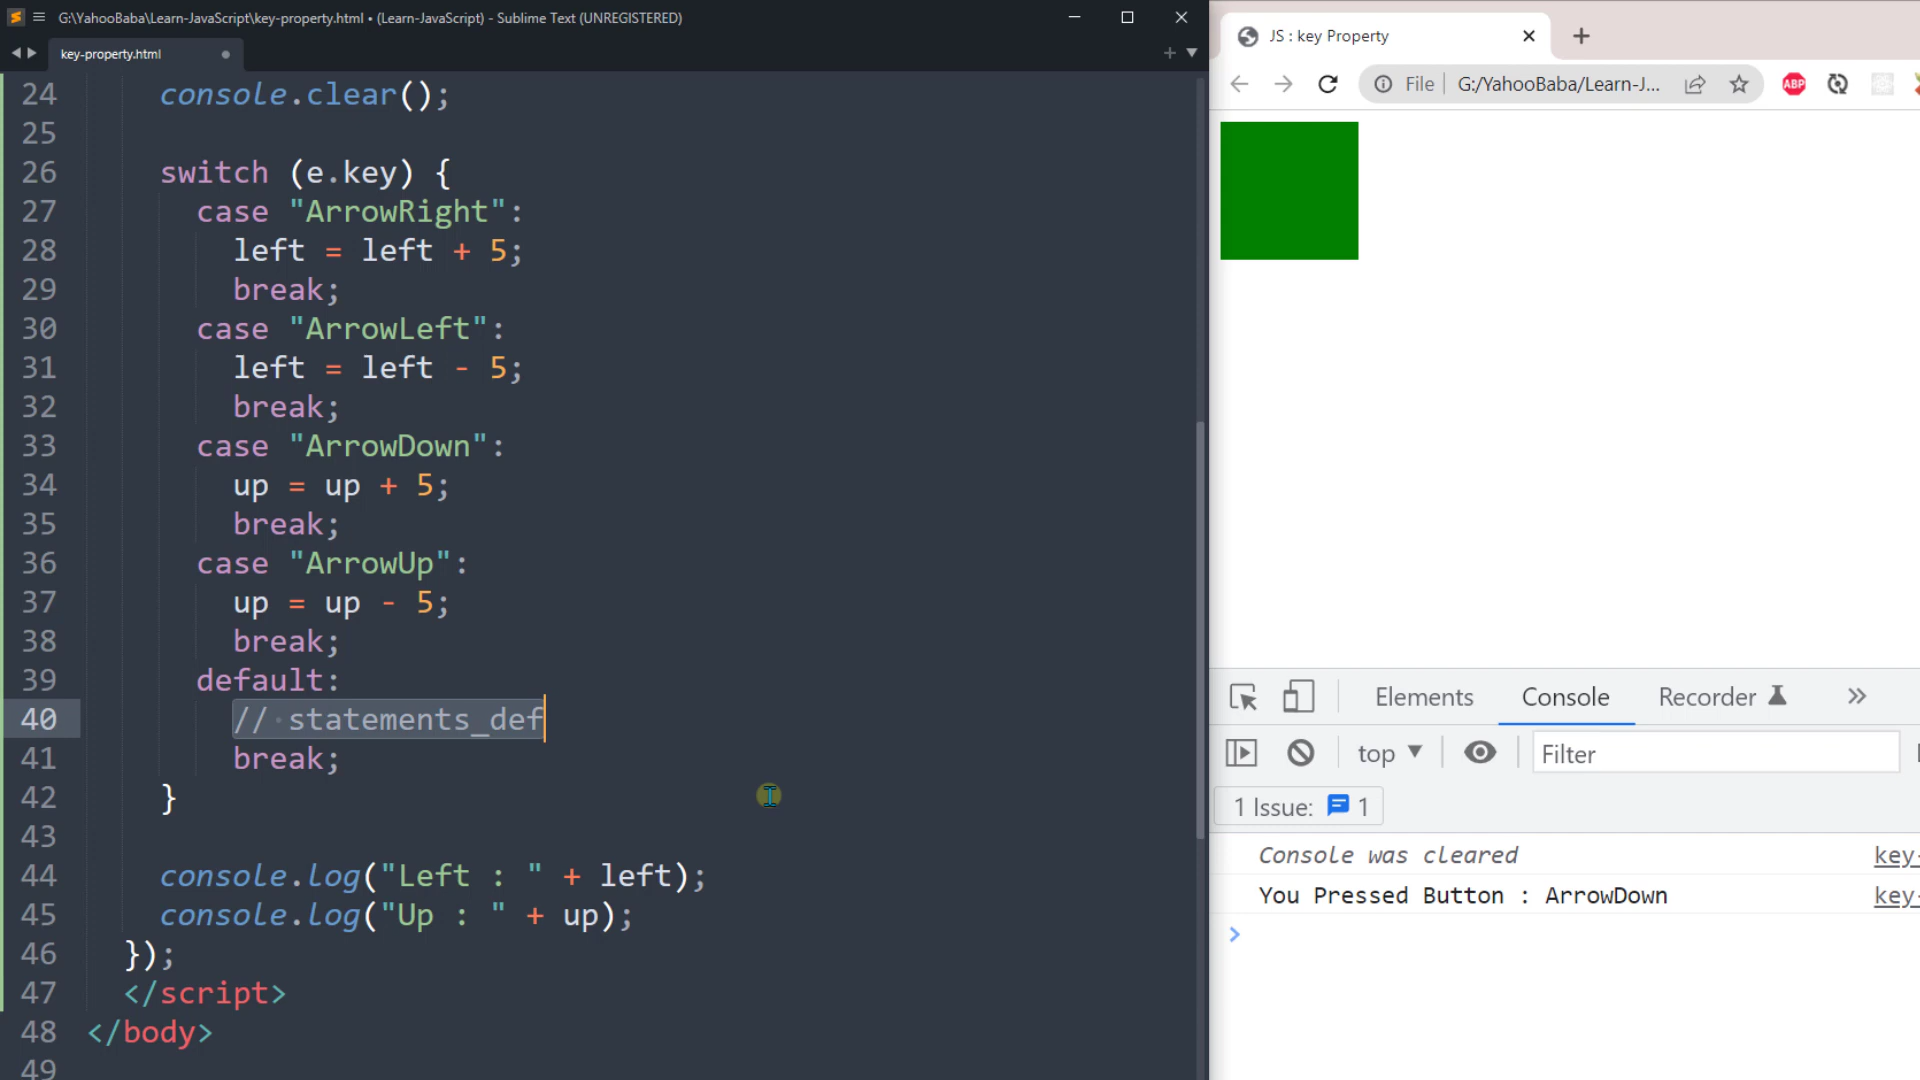 G:\YahooBaba\Learn-JavaScript\key-property.html • (Learn-JavaScript) - Sublime Text (UNREGISTERED)
key-property.html
24 console.clear();
25
26 switch (e.key) {
27 case "ArrowRight":
28 left = left + 5;
29 break;
30 case "ArrowLeft":
31 left = left - 5;
32 break;
33 case "ArrowDown":
34 up = up + 5;
35 break;
36 case "ArrowUp":
37 up = up - 5;
38 break;
39 default:
40 // statements_def
41 break;
42 }
43
44 console.log("Left : " + left);
45 console.log("Up : " + up);
46 });
47 </script>
48 </body>
49
JS : key Property
File G:/YahooBaba/Learn-J...
ABP
Elements Console Recorder
top Filter
1 Issue: 1
Console was cleared key-
You Pressed Button : ArrowDown key-